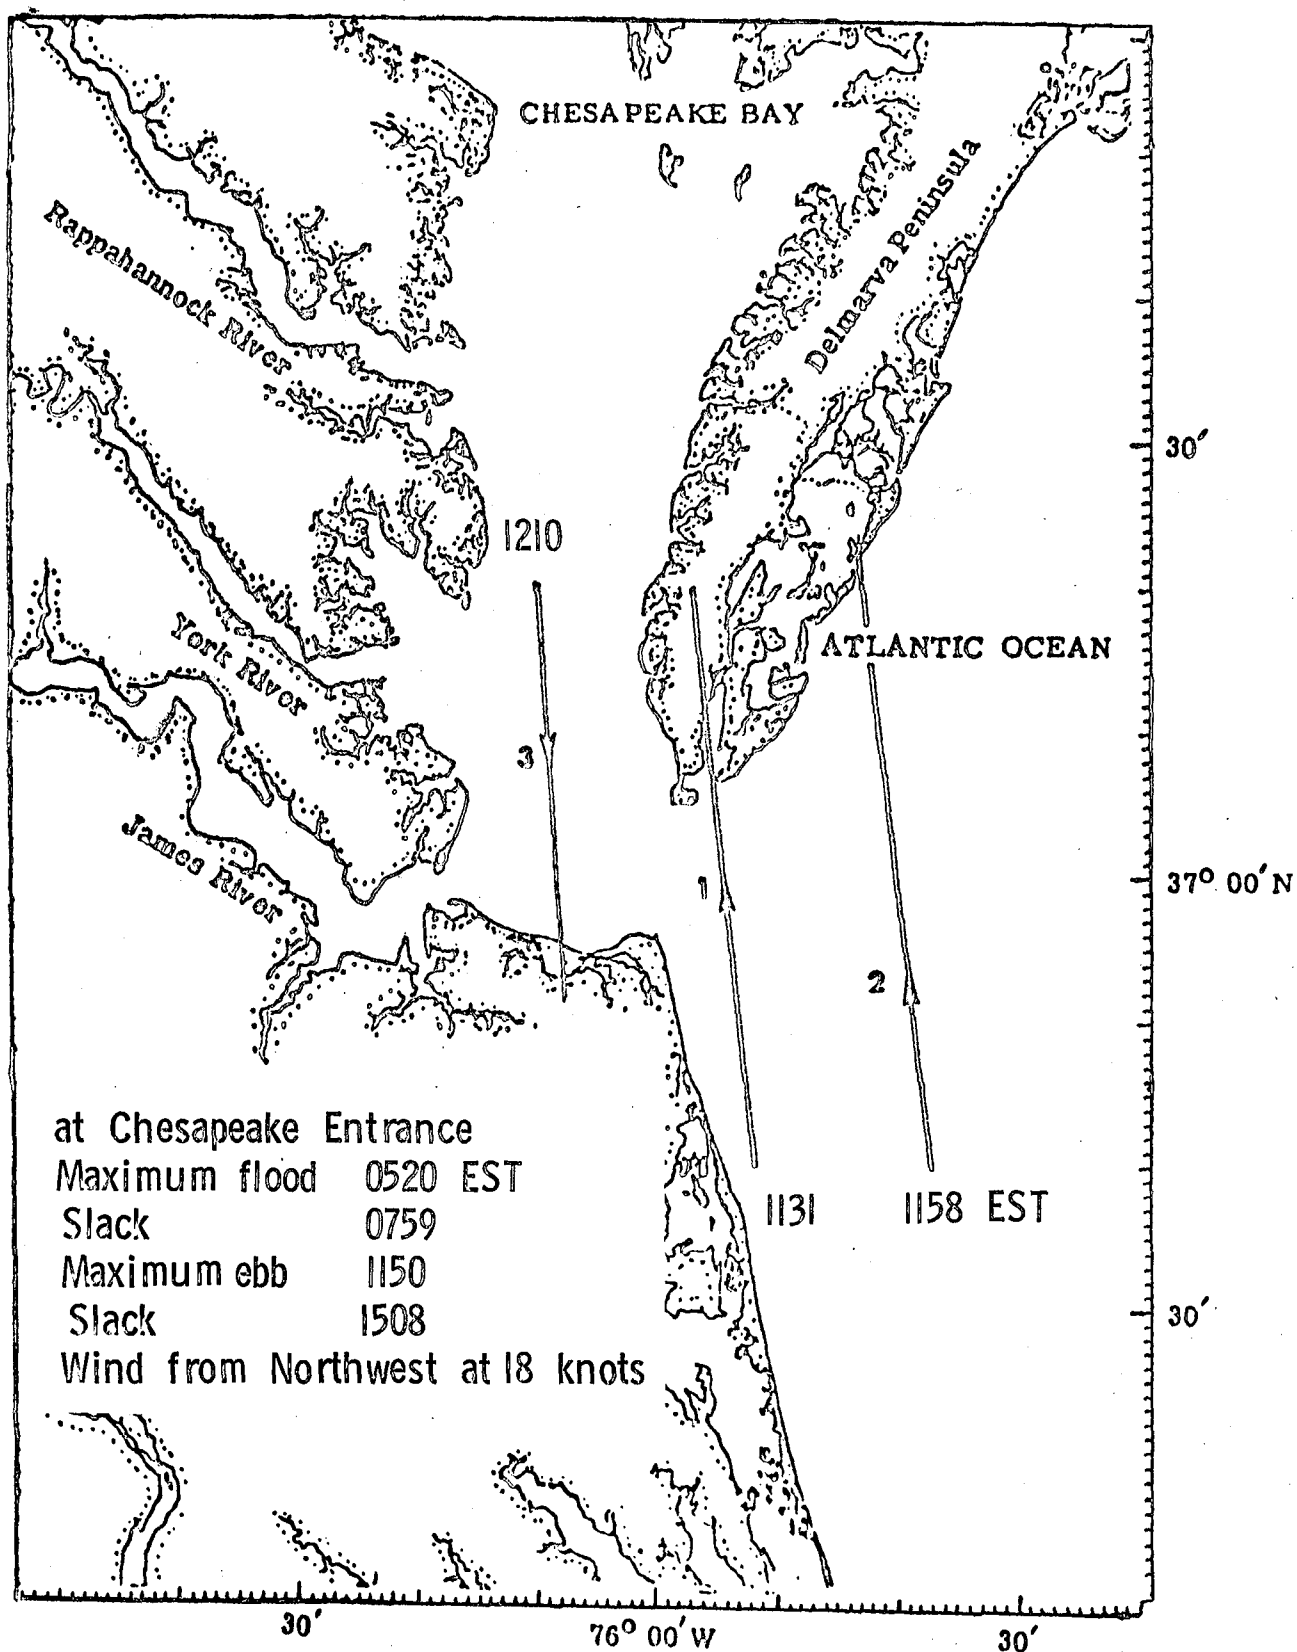 CHESAPEAKE BAY
Delmarva Peninsula
Rappahannock River
30′
1210
ATLANTIC OCEAN
York River
3
James River
1
37° 00′ N
2
at Chesapeake Entrance
Maximum flood 0520 EST
Slack 0759
Maximum ebb 1150
Slack 1508
Wind from Northwest at 18 knots
1131
1158 EST
30′
30′
76° 00′ W
30′